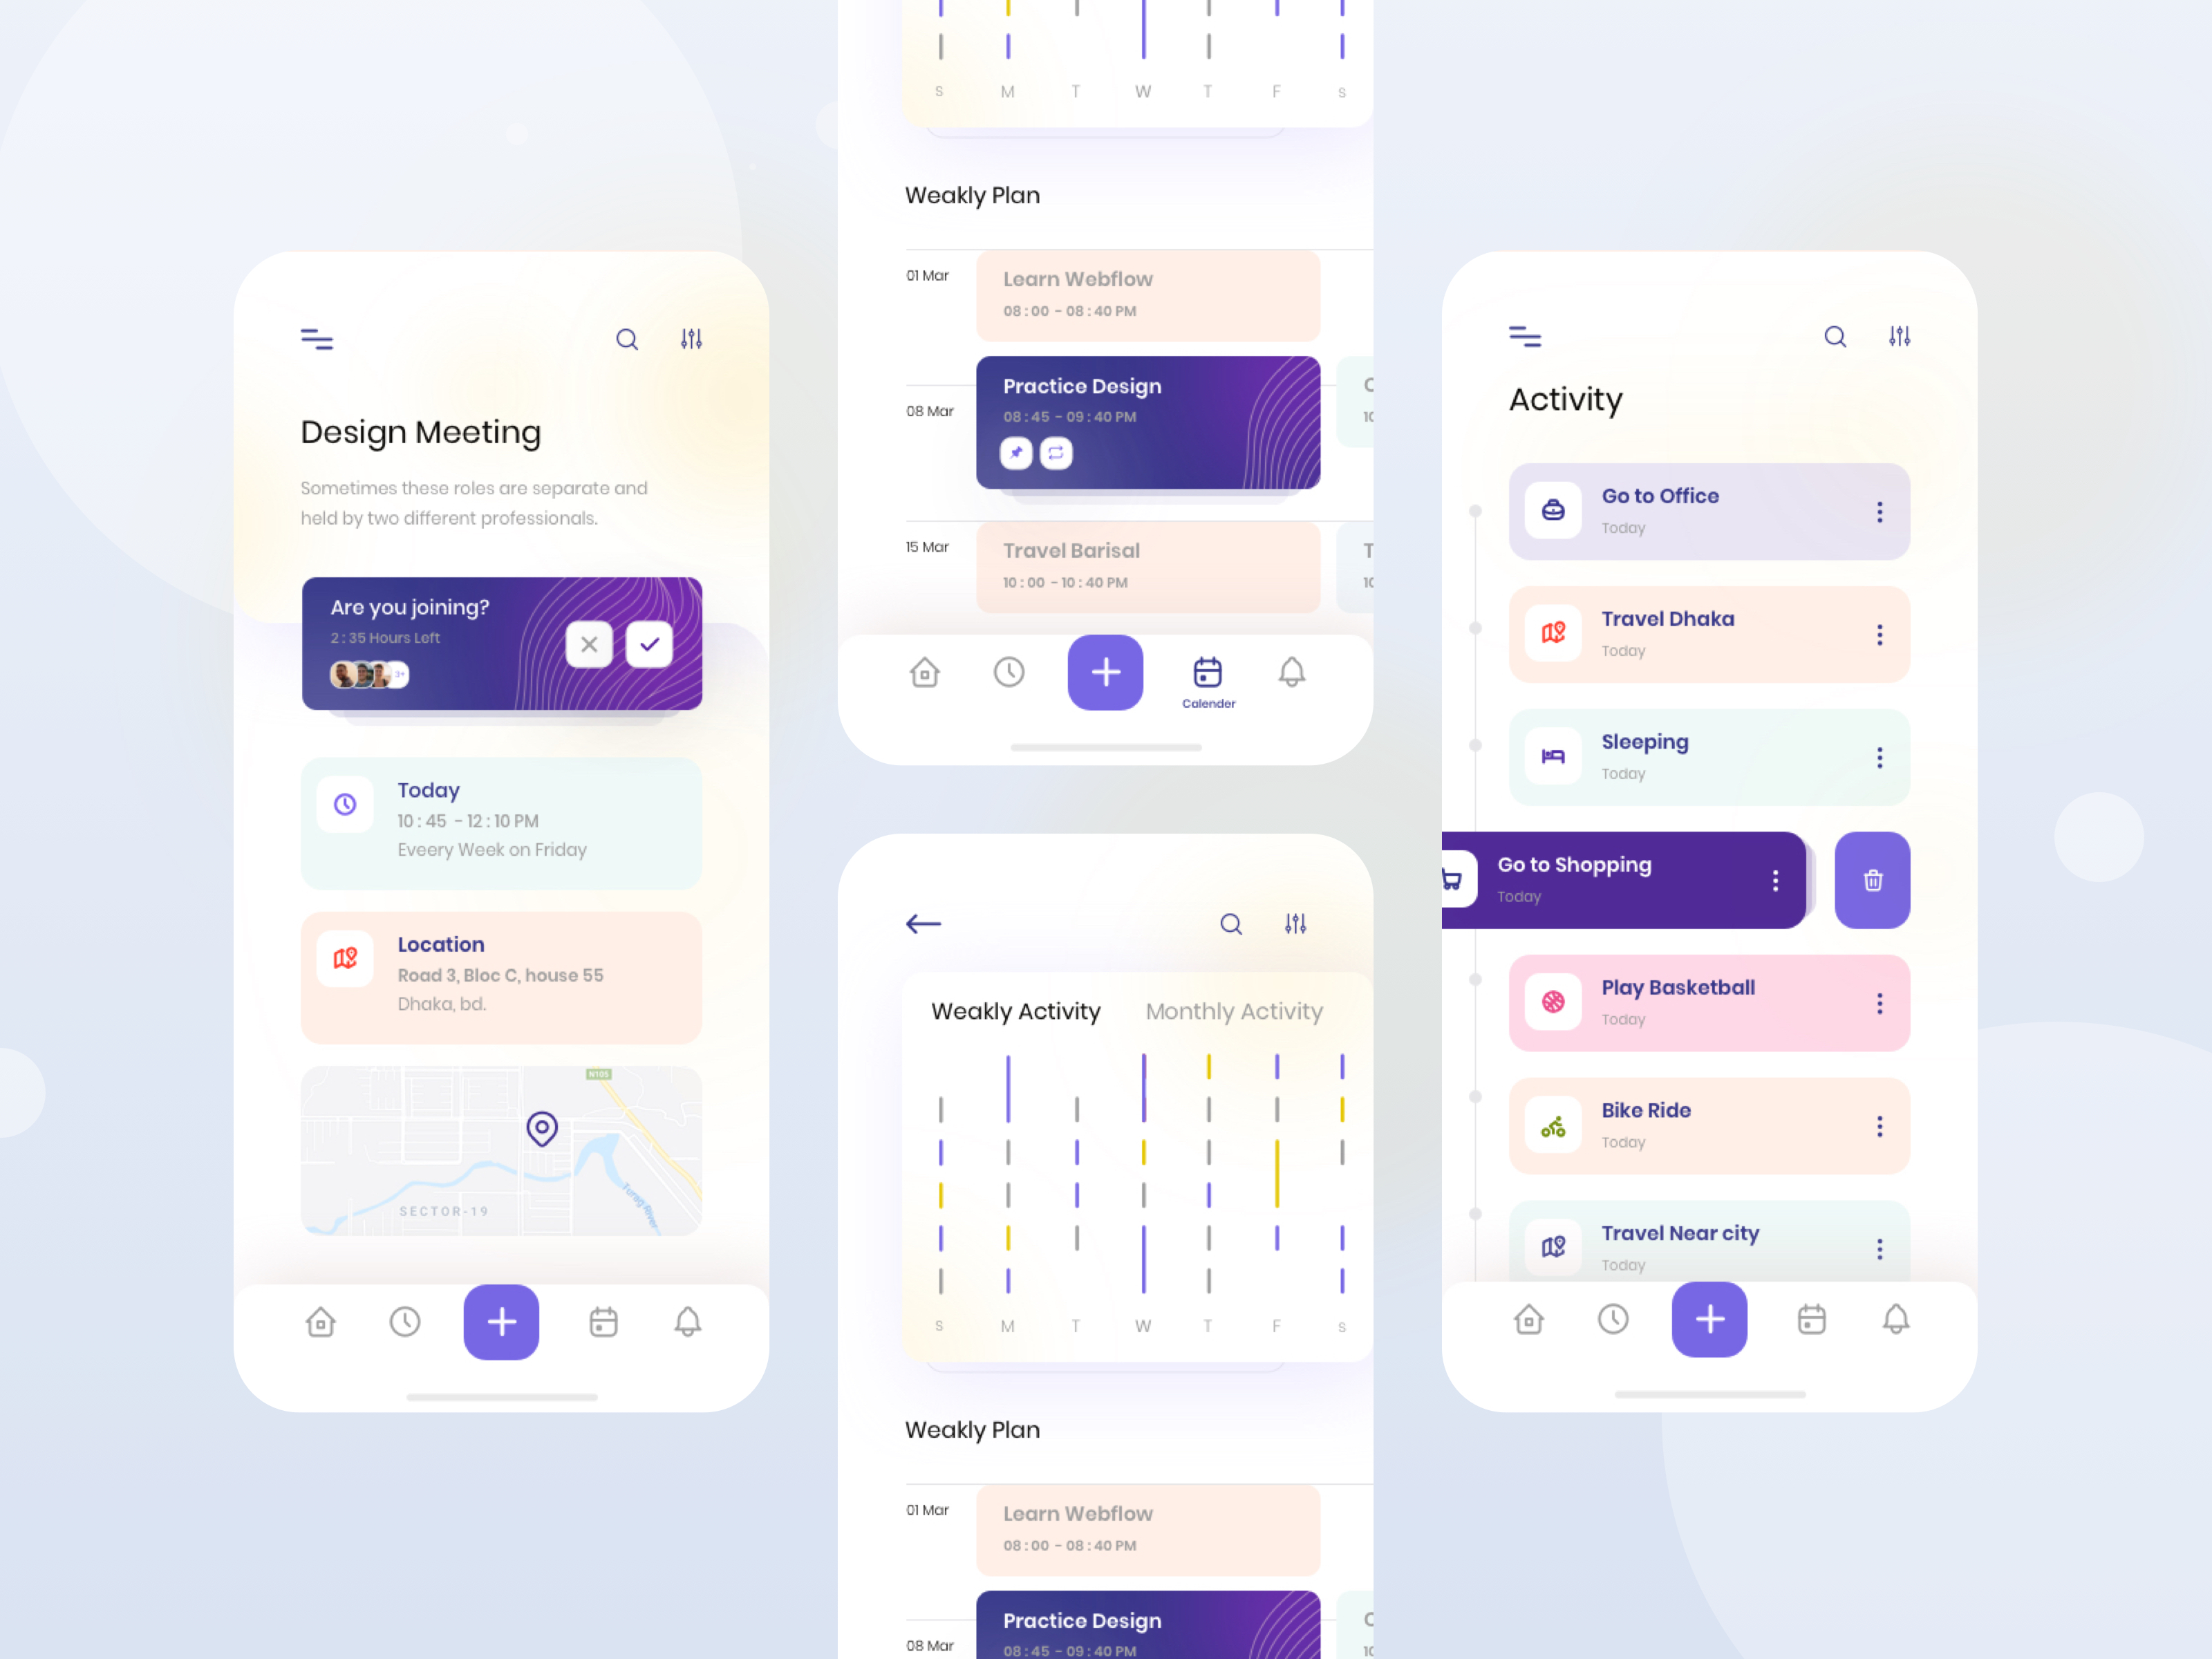 Design Meeting
Sometimes these roles are separate and
held by two different professionals.
Are you joining?
2 : 35 Hours Left
3+
Today
10 : 45 - 12 : 10 PM
Eveery Week on Friday
Location
Road 3, Bloc C, house 55
Dhaka, bd.
N105
SECTOR-19
Turag River
S M T W T F S
Weakly Plan
01 Mar
Learn Webflow
08 : 00 - 08 : 40 PM
08 Mar
Practice Design
08 : 45 - 09 : 40 PM
C
10
15 Mar
Travel Barisal
10 : 00 - 10 : 40 PM
T
10
Calender
Weakly Activity Monthly Activity
S M T W T F S
Weakly Plan
01 Mar
Learn Webflow
08 : 00 - 08 : 40 PM
08 Mar
Practice Design
08 : 45 - 09 : 40 PM
C
10
Activity
Go to Office
Today
Travel Dhaka
Today
Sleeping
Today
Go to Shopping
Today
Play Basketball
Today
Bike Ride
Today
Travel Near city
Today